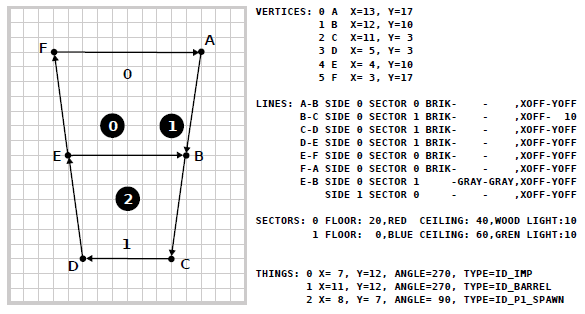 F
A
0
0
1
E
B
2
1
D
C
VERTICES: 0 A X=13, Y=17
1 B X=12, Y=10
2 C X=11, Y= 3
3 D X= 5, Y= 3
4 E X= 4, Y=10
5 F X= 3, Y=17
LINES: A-B SIDE 0 SECTOR 0 BRIK- - ,XOFF-YOFF
B-C SIDE 0 SECTOR 1 BRIK- - ,XOFF- 10
C-D SIDE 0 SECTOR 1 BRIK- - ,XOFF-YOFF
D-E SIDE 0 SECTOR 1 BRIK- - ,XOFF-YOFF
E-F SIDE 0 SECTOR 0 BRIK- - ,XOFF-YOFF
F-A SIDE 0 SECTOR 0 BRIK- - ,XOFF-YOFF
E-B SIDE 0 SECTOR 1 -GRAY-GRAY,XOFF-YOFF
SIDE 1 SECTOR 0 - - ,XOFF-YOFF
SECTORS: 0 FLOOR: 20,RED CEILING: 40,WOOD LIGHT:10
1 FLOOR: 0,BLUE CEILING: 60,GREN LIGHT:10
THINGS: 0 X= 7, Y=12, ANGLE=270, TYPE=ID_IMP
1 X=11, Y=12, ANGLE=270, TYPE=ID_BARREL
2 X= 8, Y= 7, ANGLE= 90, TYPE=ID_P1_SPAWN